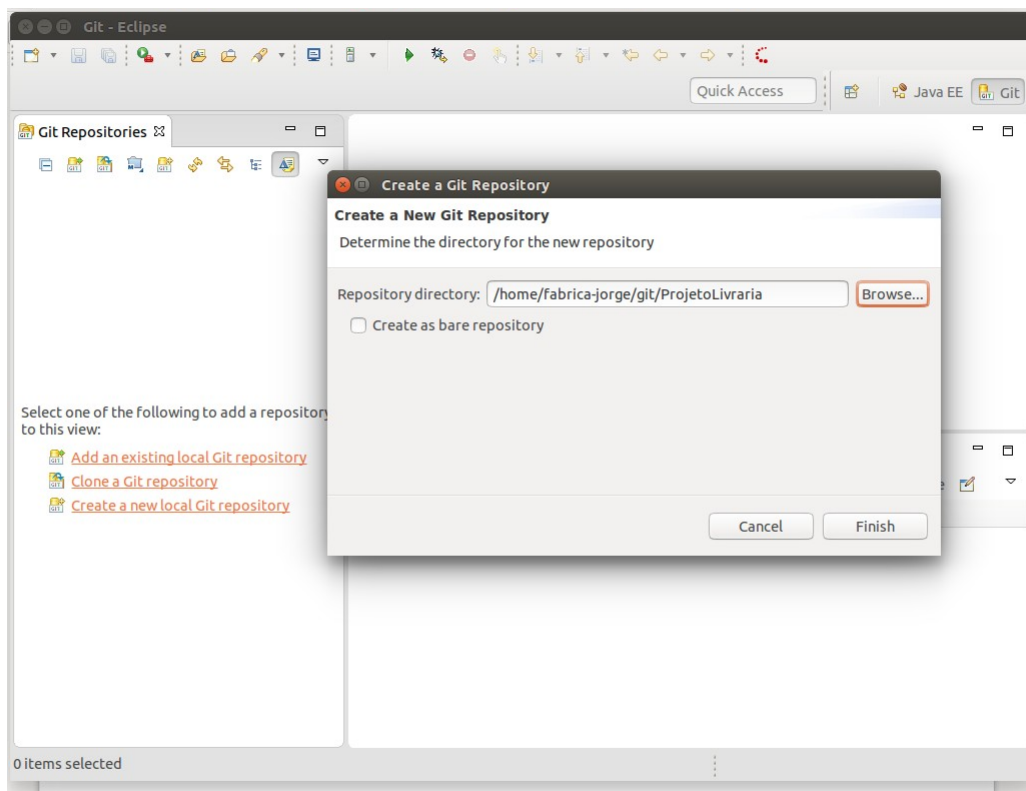 Git - Eclipse
Quick Access
Java EE
GIT Git
Git Repositories
Create a Git Repository
Create a New Git Repository
Determine the directory for the new repository
Repository directory: /home/fabrica-jorge/git/ProjetoLivraria Browse...
Create as bare repository
Select one of the following to add a repository
to this view:
Add an existing local Git repository
Clone a Git repository
Create a new local Git repository
Cancel Finish
0 items selected